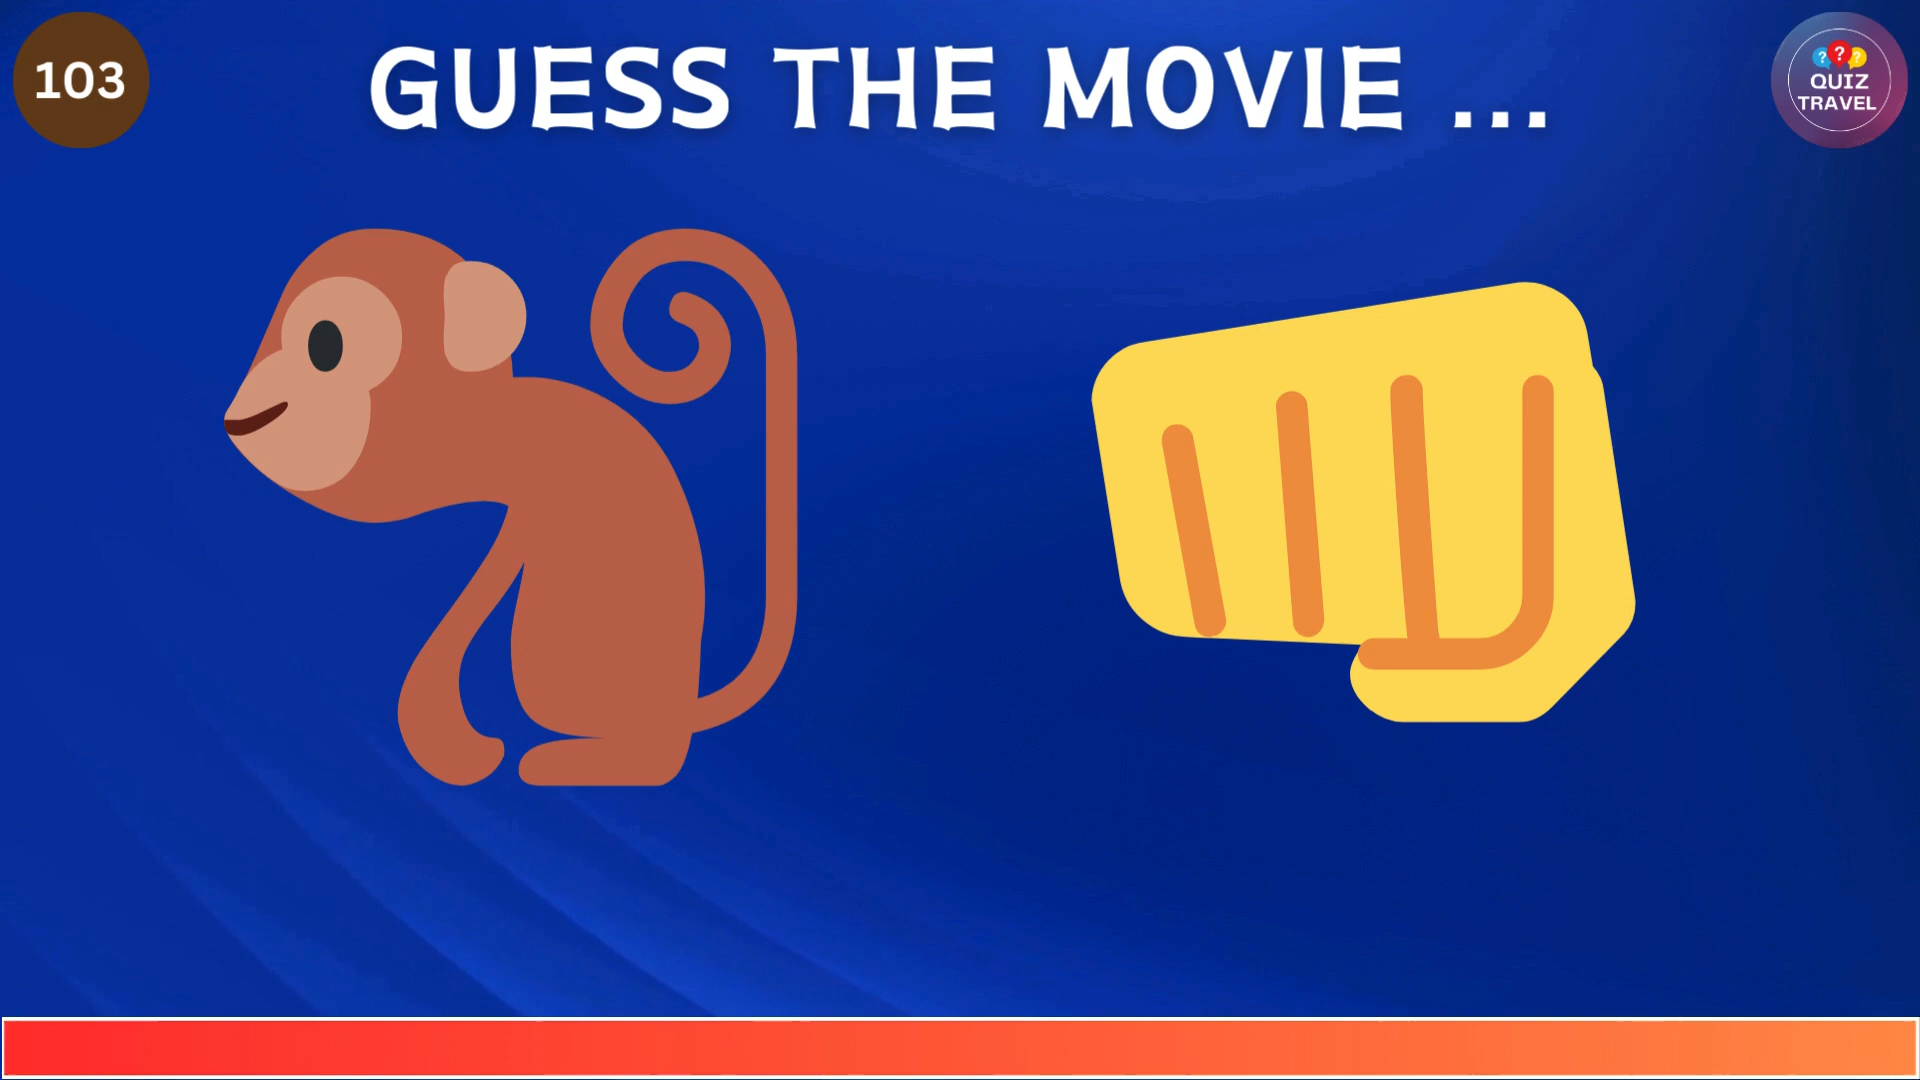 103
GUESS THE MOVIE ...
? ? ?
QUIZ
TRAVEL